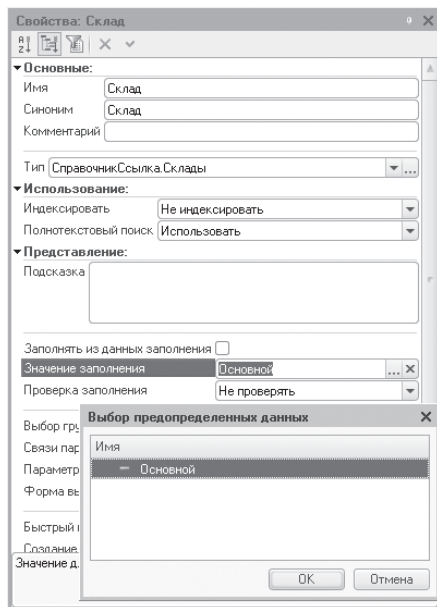 Свойства: Склад
Основные:
Имя Склад
Синоним Склад
Комментарий
Тип СправочникСсылка.Склады
Использование:
Индексировать Не индексировать
Полнотекстовый поиск Использовать
Представление:
Подсказка
Заполнять из данных заполнения
Значение заполнения Основной
Проверка заполнения Не проверять
Выбор гру
Связи пар
Параметр
Форма вы
Быстрый
Создание
Значение д
Выбор предопределенных данных
Имя
Основной
OK Отмена